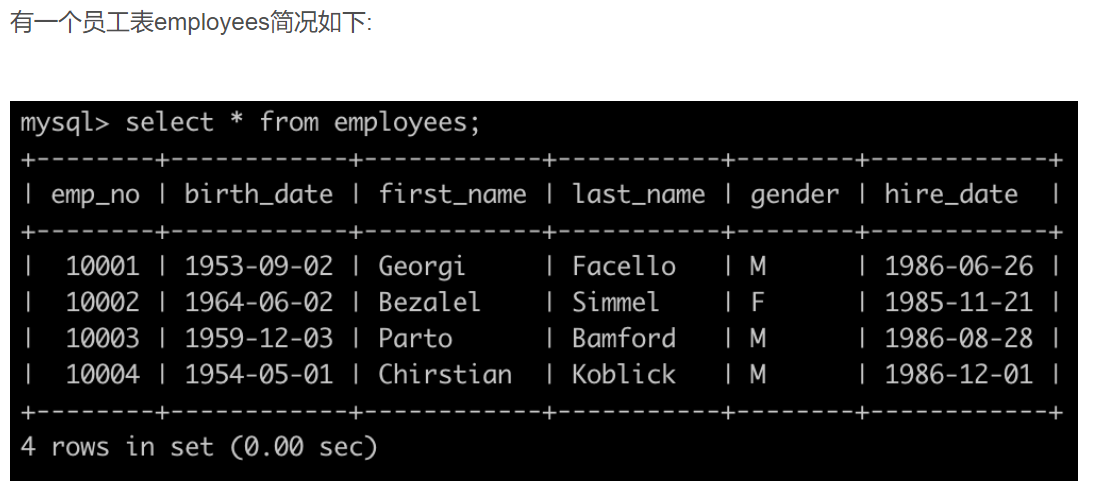 有一个员工表employees简况如下:
mysql> select * from employees;
+--------+------------+------------+-----------+--------+------------+
| emp_no | birth_date | first_name | last_name | gender | hire_date  |
+--------+------------+------------+-----------+--------+------------+
|  10001 | 1953-09-02 | Georgi     | Facello   | M      | 1986-06-26 |
|  10002 | 1964-06-02 | Bezalel    | Simmel    | F      | 1985-11-21 |
|  10003 | 1959-12-03 | Parto      | Bamford   | M      | 1986-08-28 |
|  10004 | 1954-05-01 | Chirstian  | Koblick   | M      | 1986-12-01 |
+--------+------------+------------+-----------+--------+------------+
4 rows in set (0.00 sec)